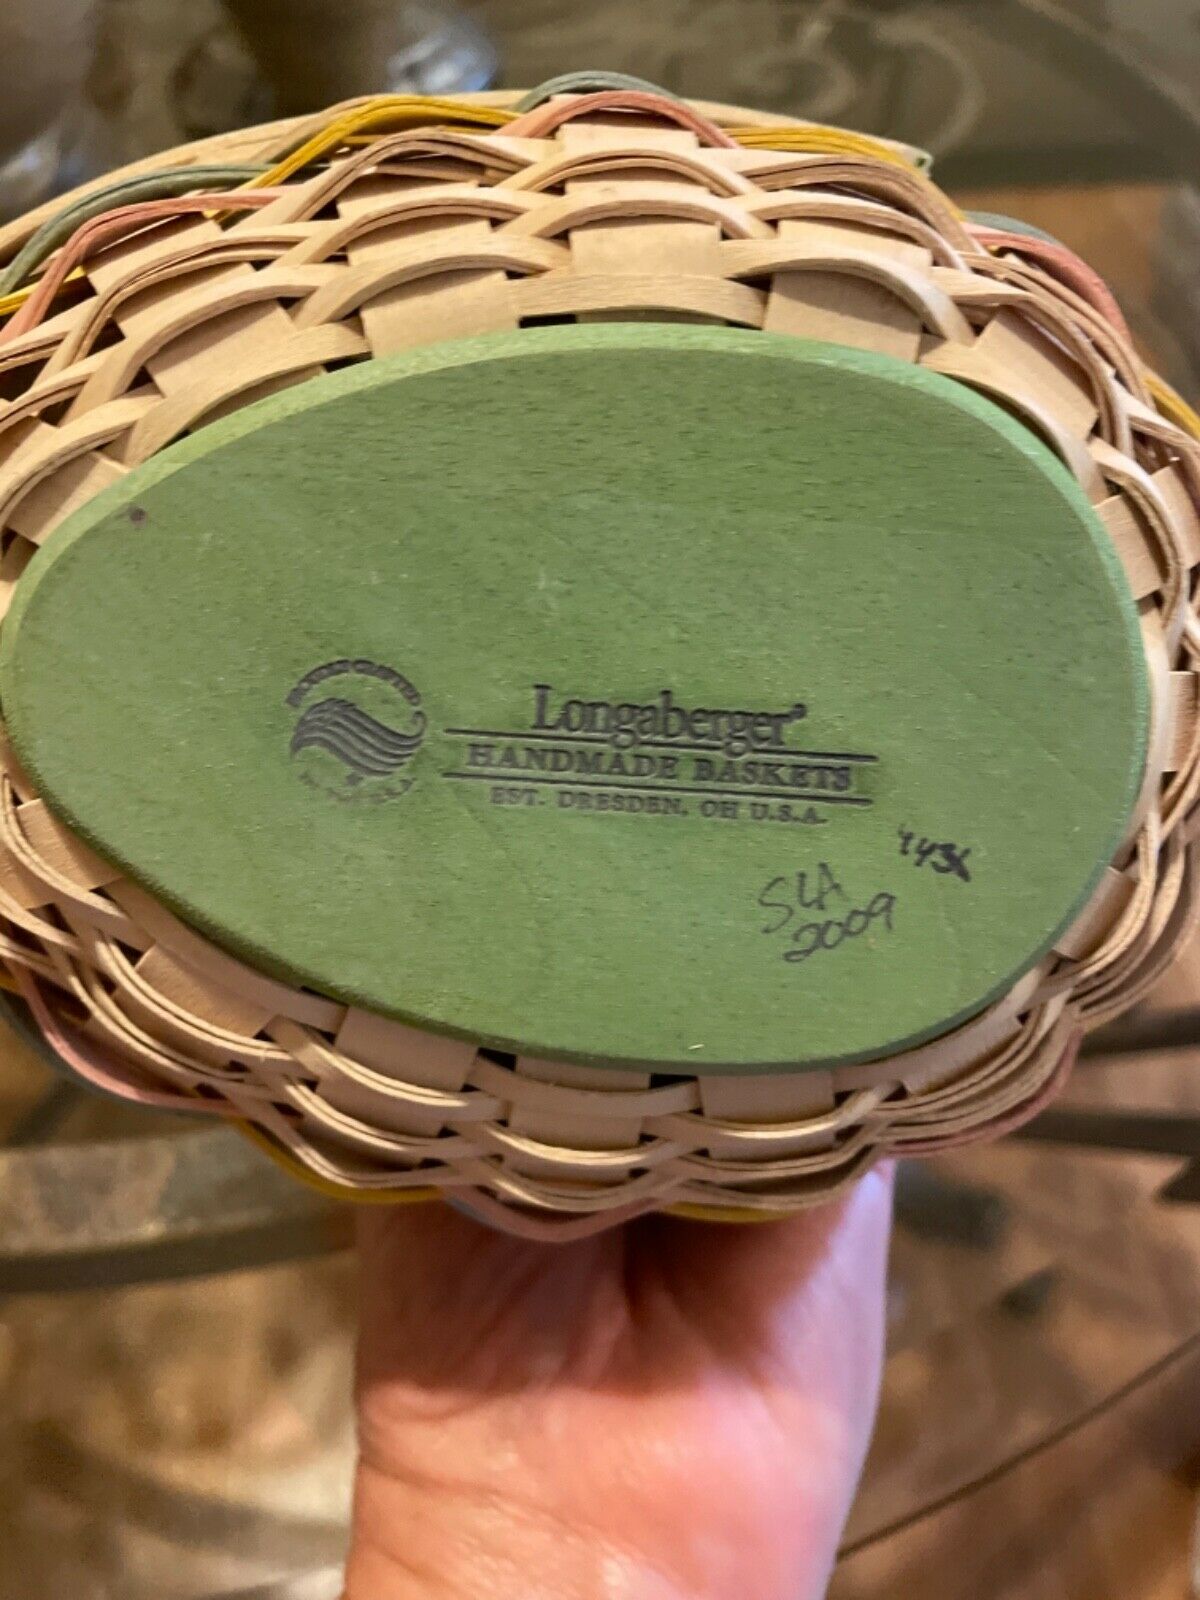 Longaberger®
HANDMADE BASKETS
EST. DRESDEN, OH U.S.A.
SLA
2009